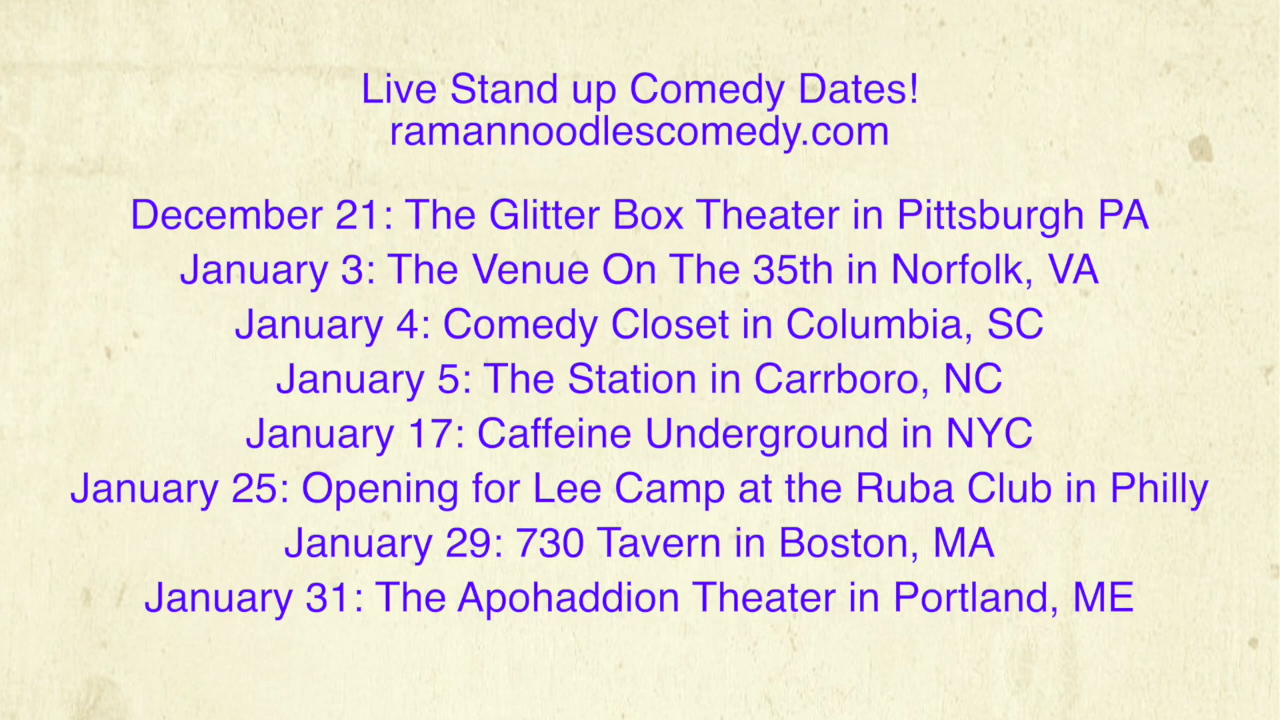 Live Stand up Comedy Dates!
ramannoodlescomedy.com
December 21: The Glitter Box Theater in Pittsburgh PA
January 3: The Venue On The 35th in Norfolk, VA
January 4: Comedy Closet in Columbia, SC
January 5: The Station in Carrboro, NC
January 17: Caffeine Underground in NYC
January 25: Opening for Lee Camp at the Ruba Club in Philly
January 29: 730 Tavern in Boston, MA
January 31: The Apohaddion Theater in Portland, ME